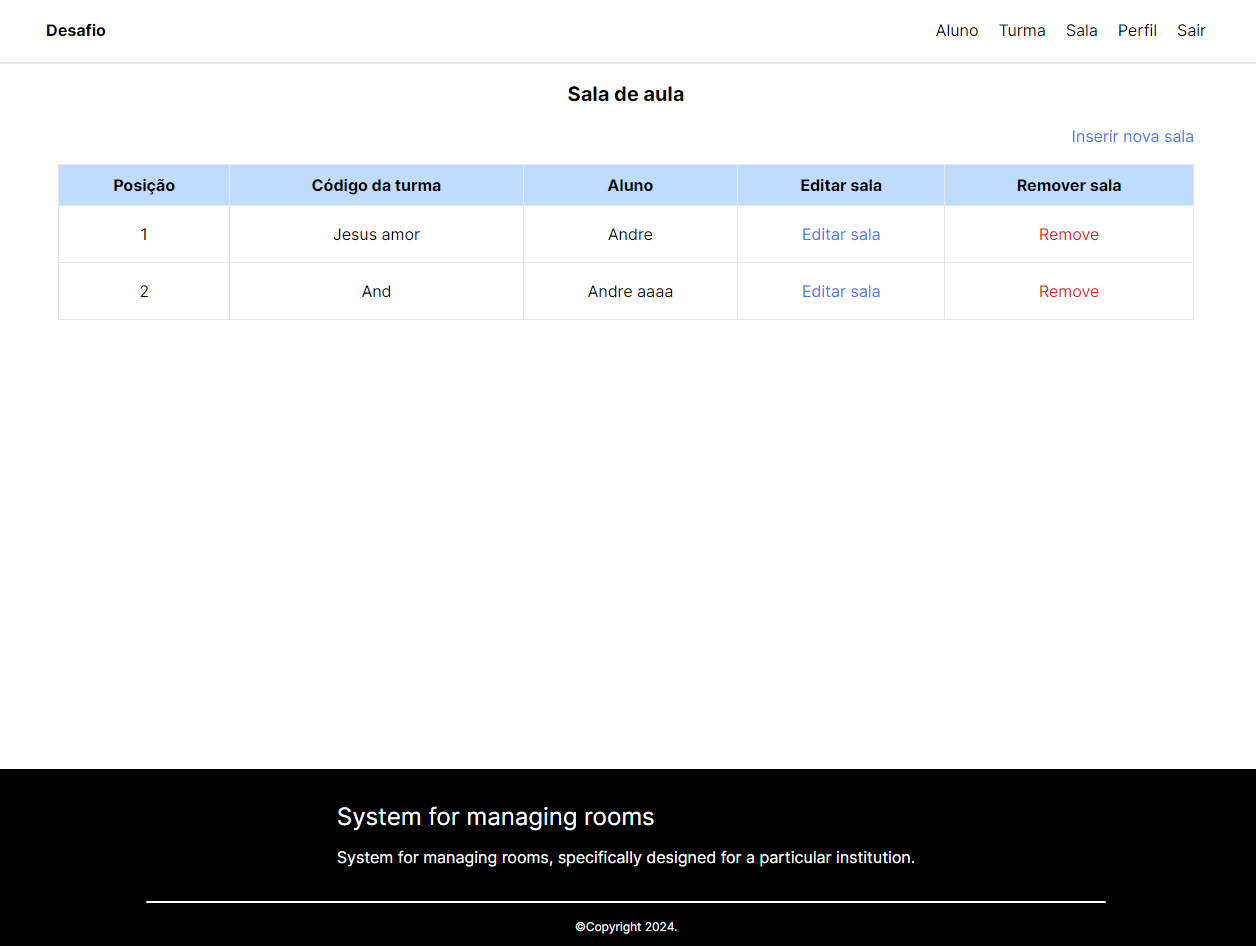 Desafio Aluno Turma Sala Perfil Sair
Sala de aula
Inserir nova sala
Posição Código da turma Aluno Editar sala Remover sala
1 Jesus amor Andre Editar sala Remove
2 And Andre aaaa Editar sala Remove
System for managing rooms
System for managing rooms, specifically designed for a particular institution.
©Copyright 2024.